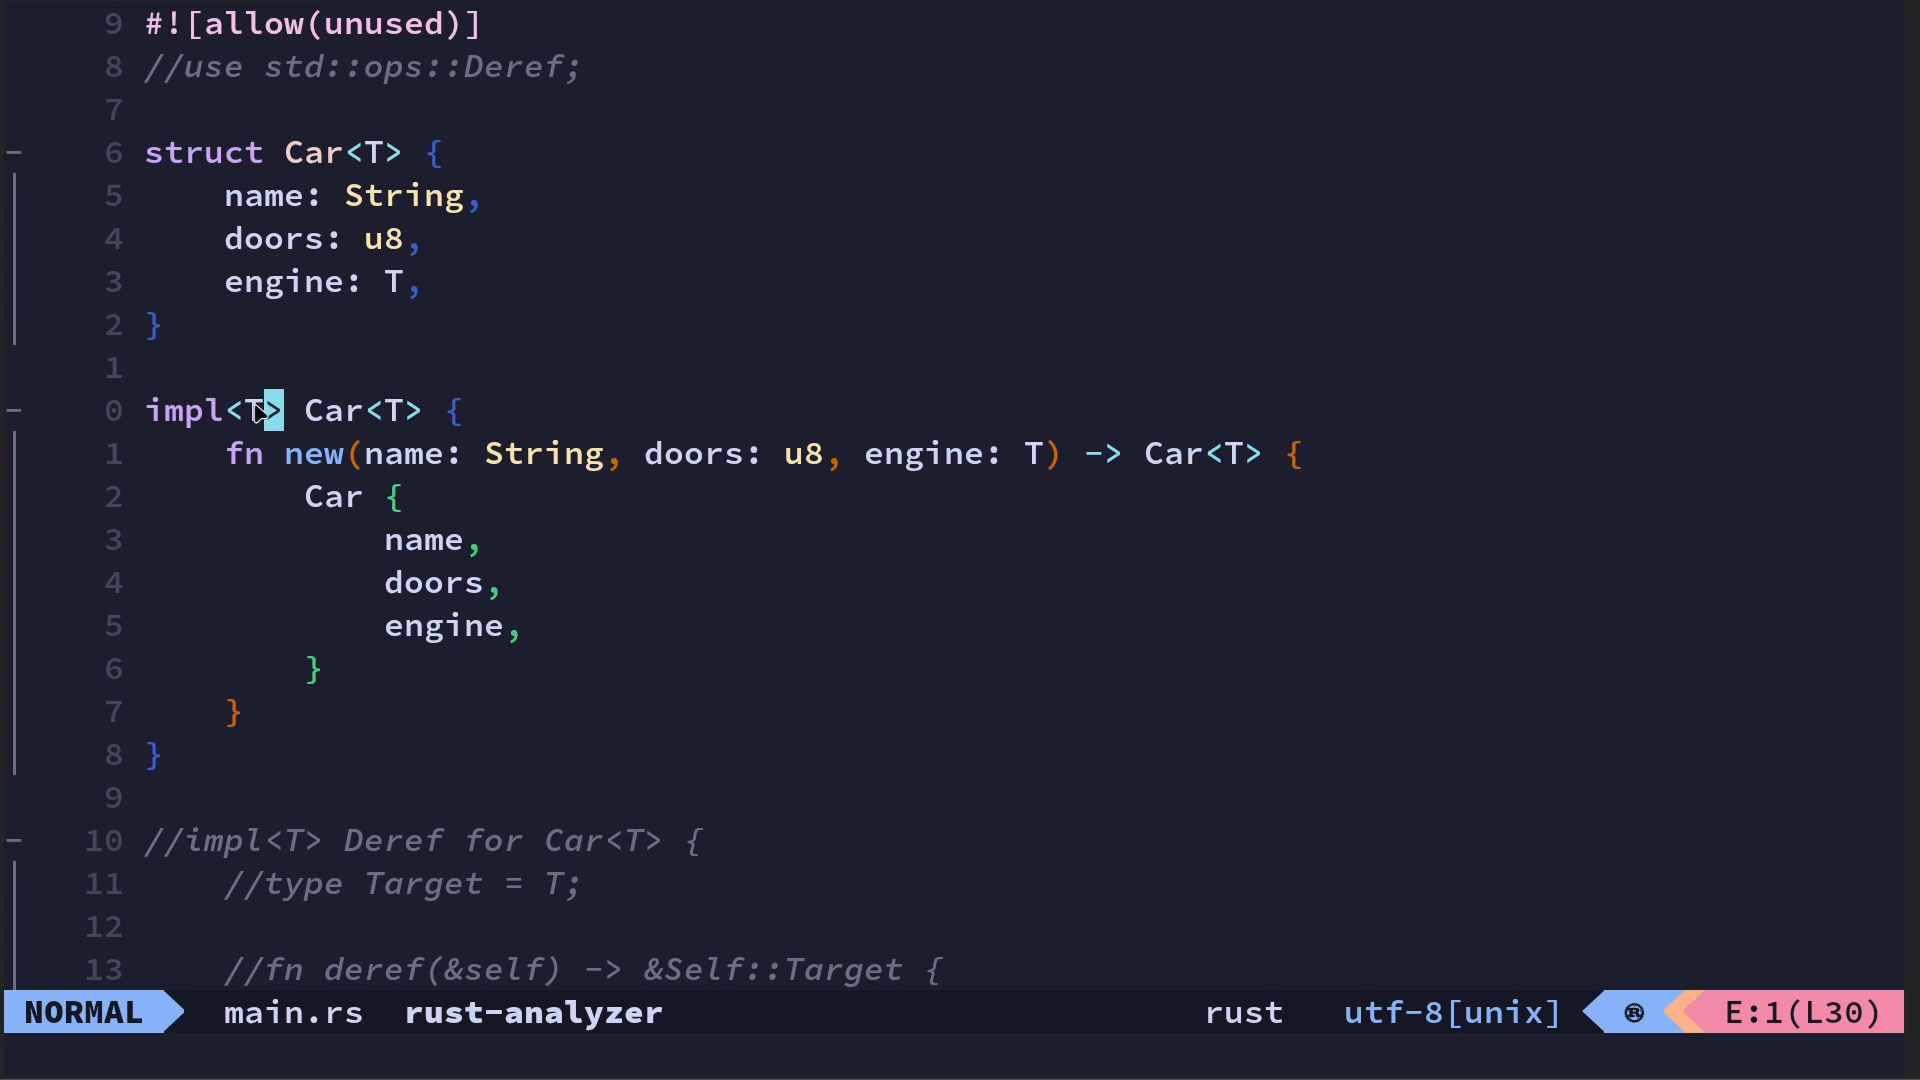 9 #![allow(unused)]
8 //use std::ops::Deref;
7
6 struct Car<T> {
5     name: String,
4     doors: u8,
3     engine: T,
2 }
1
0 impl<T> Car<T> {
1     fn new(name: String, doors: u8, engine: T) -> Car<T> {
2         Car {
3             name,
4             doors,
5             engine,
6         }
7     }
8 }
9
10 //impl<T> Deref for Car<T> {
11     //type Target = T;
12
13     //fn deref(&self) -> &Self::Target {
NORMAL main.rs rust-analyzer rust utf-8[unix] ® E:1(L30)